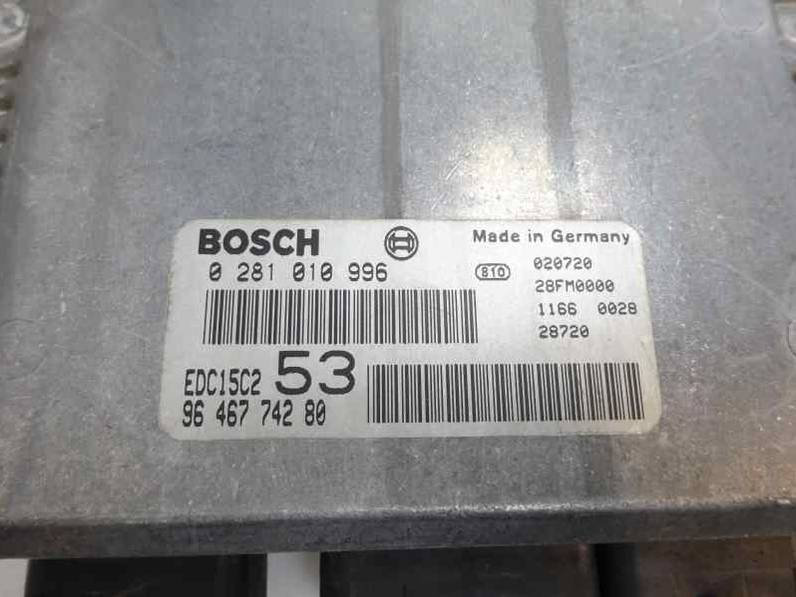 BOSCH Made in Germany
0 281 010 996 810 020720
28FM0000
1166 0028
28720
EDC15C2 53
96 467 742 80